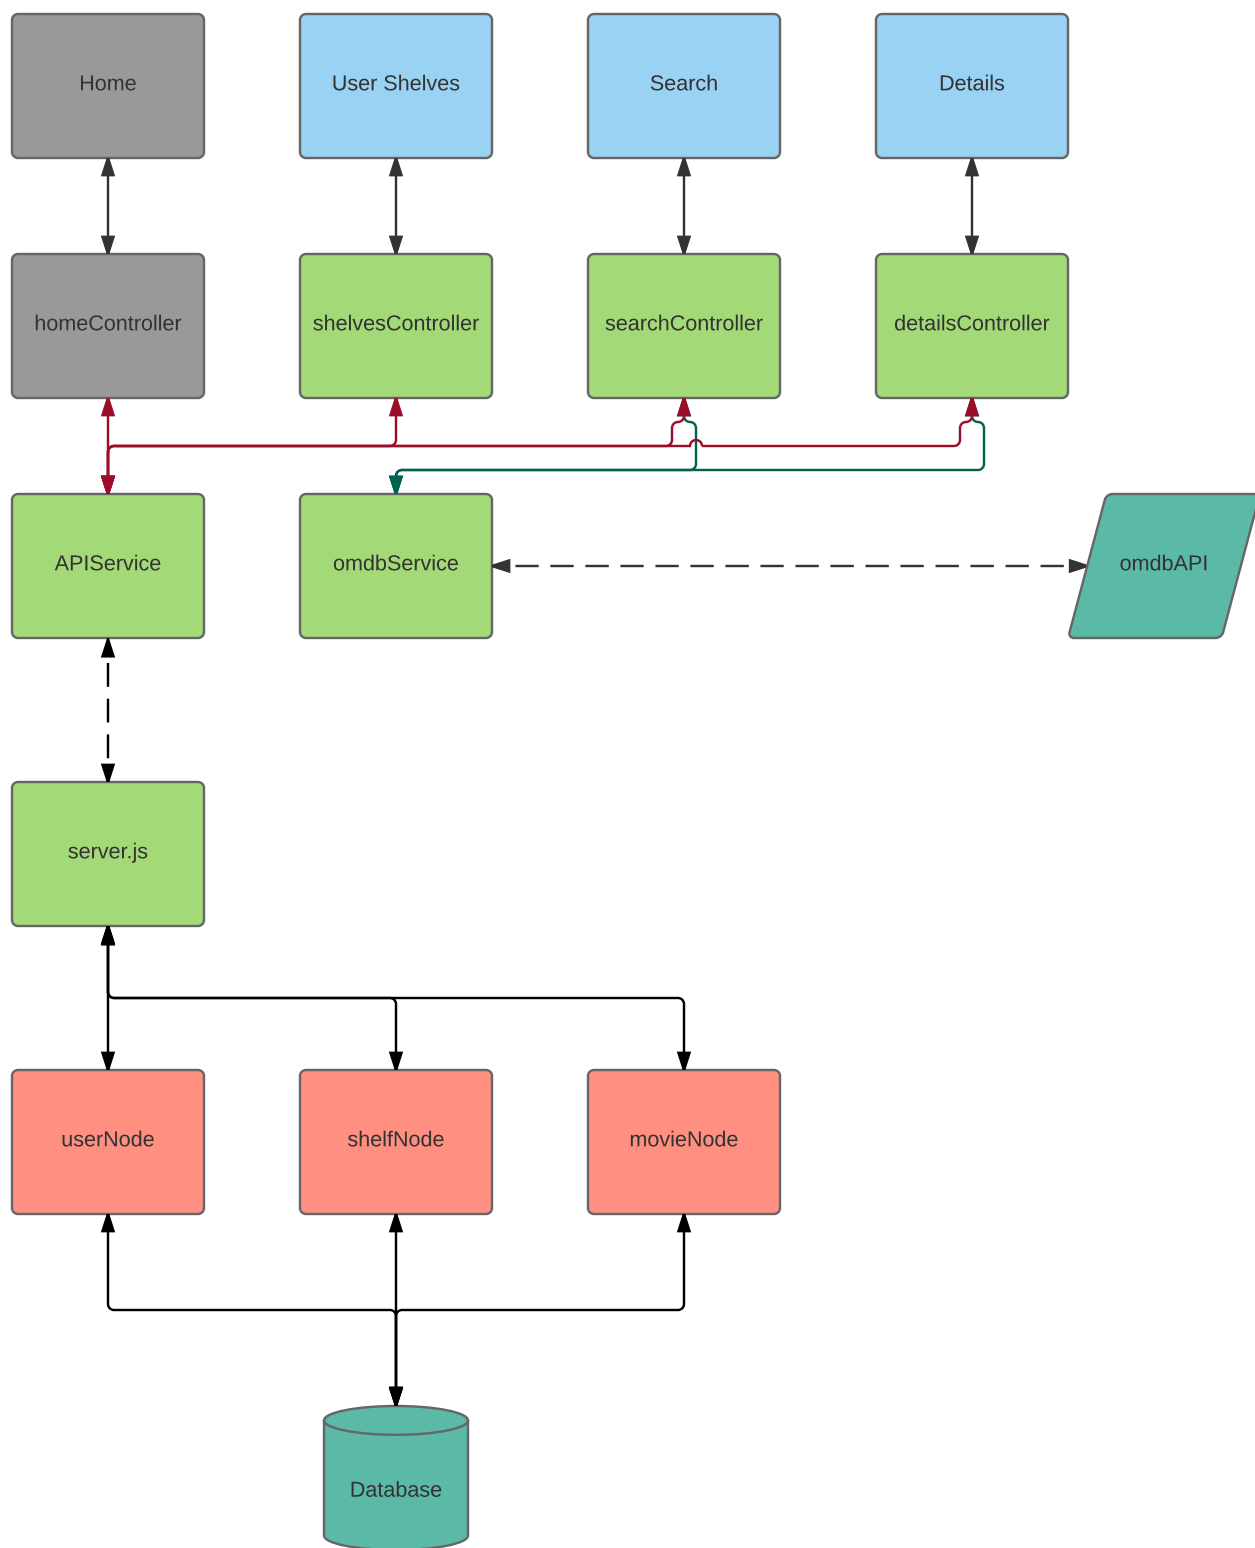 Home
User Shelves
Search
Details
homeController
shelvesController
searchController
detailsController
APIService
omdbService
omdbAPI
server.js
userNode
shelfNode
movieNode
Database